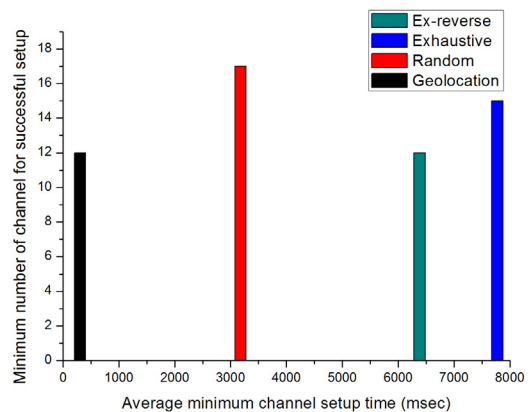 Ex-reverse
Exhaustive
Random
Geolocation
Minimum number of channel for successful setup
18
16
14
12
10
8
6
4
2
0
0 1000 2000 3000 4000 5000 6000 7000 8000
Average minimum channel setup time (msec)